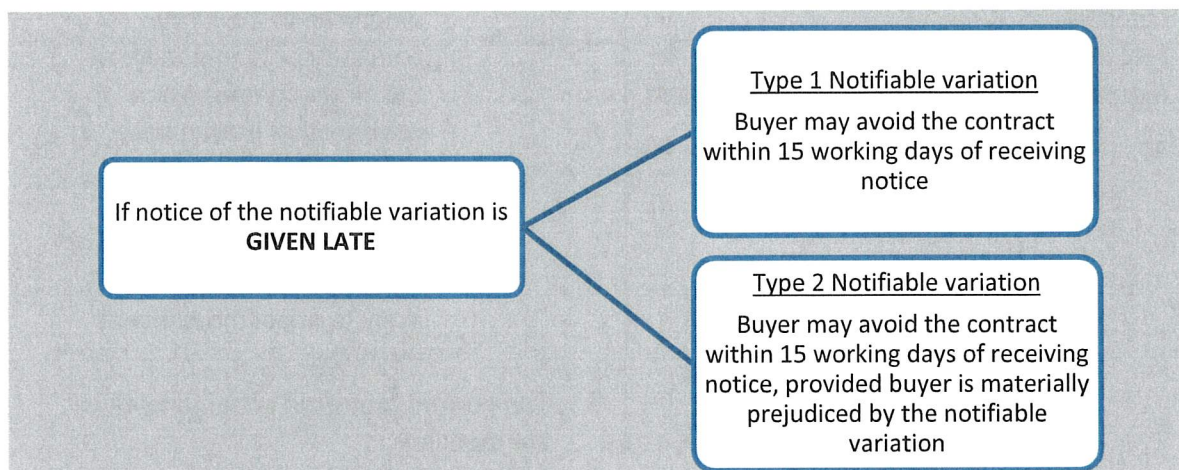 If notice of the notifiable variation is
GIVEN LATE
Type 1 Notifiable variation
Buyer may avoid the contract
within 15 working days of receiving
notice
Type 2 Notifiable variation
Buyer may avoid the contract
within 15 working days of receiving
notice, provided buyer is materially
prejudiced by the notifiable
variation